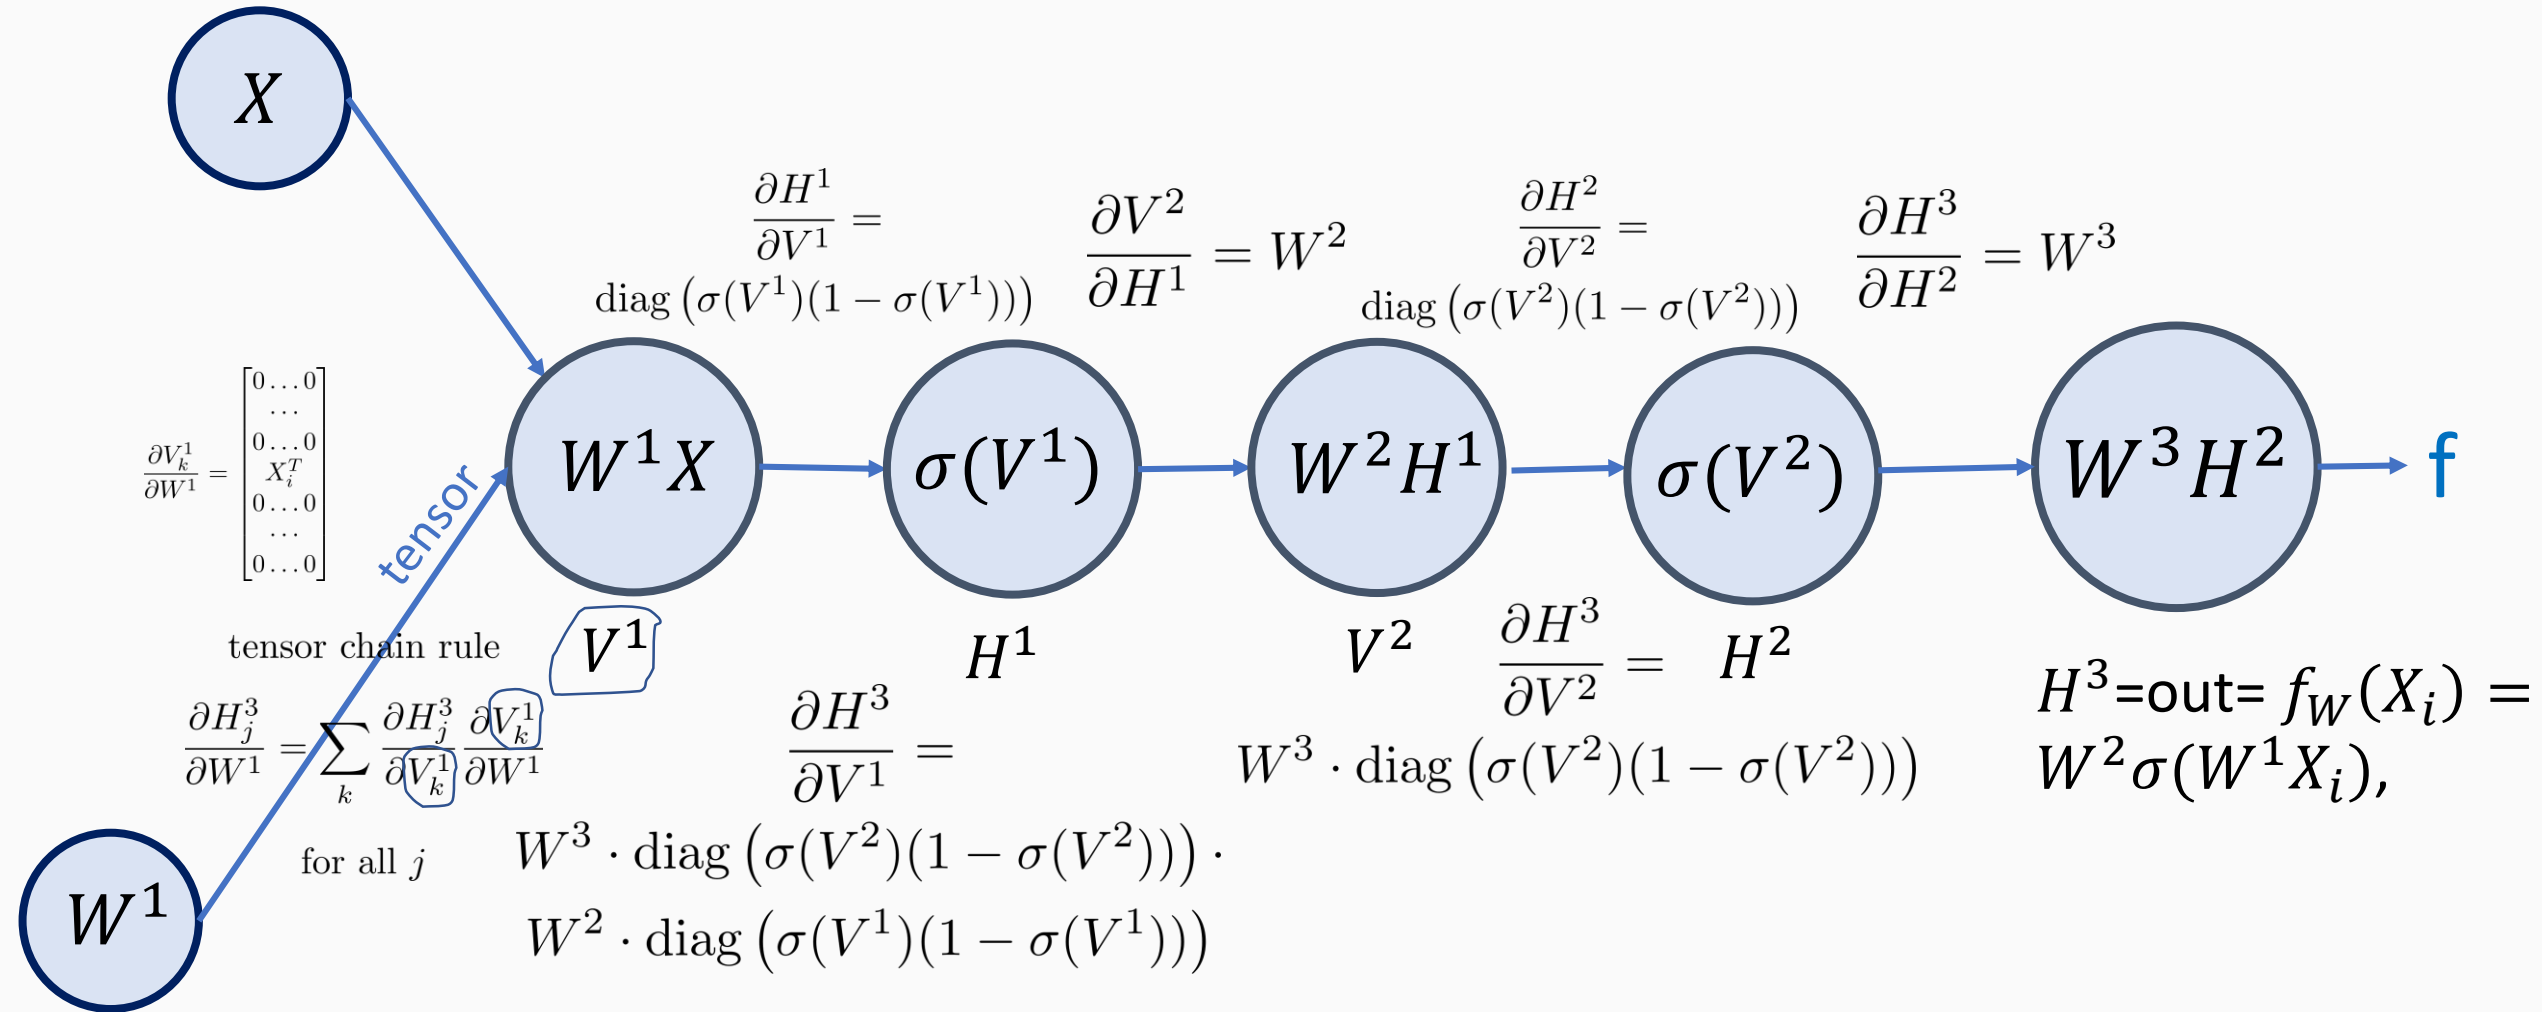 X
∂H¹/∂V¹ =
diag (σ(V¹)(1 − σ(V¹)))
∂V²/∂H¹ = W²
∂H²/∂V² =
diag (σ(V²)(1 − σ(V²)))
∂H³/∂H² = W³
∂V¹ₖ/∂W¹ =
0 . . . 0
. . .
0 . . . 0
Xᵢᵀ
0 . . . 0
. . .
0 . . . 0
tensor
W¹X
σ(V¹)
W²H¹
σ(V²)
W³H²
f
V¹
H¹
V²
H²
tensor chain rule
∂H³ⱼ/∂W¹ = ∑ₖ ∂H³ⱼ/∂V¹ₖ ∂V¹ₖ/∂W¹
for all j
W¹
∂H³/∂V¹ =
W³ · diag (σ(V²)(1 − σ(V²))) ·
W² · diag (σ(V¹)(1 − σ(V¹)))
∂H³/∂V² =
W³ · diag (σ(V²)(1 − σ(V²)))
H³=out= f_W(Xᵢ) =
W²σ(W¹Xᵢ),